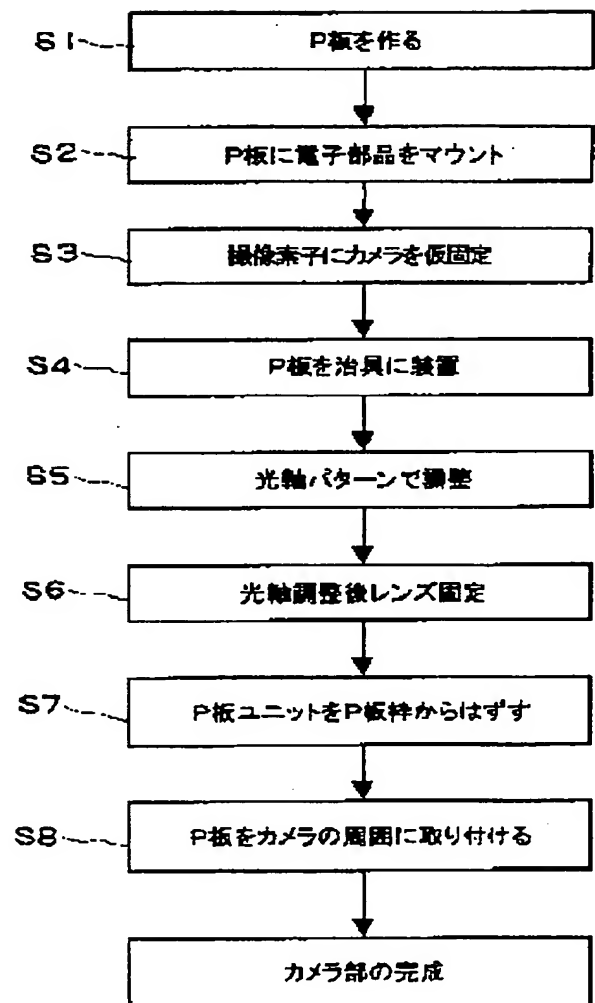 S1 P板を作る
S2 P板に電子部品をマウント
S3 撮像素子にカメラを仮固定
S4 P板を治具に装置
S5 光軸パターンで調整
S6 光軸調整後レンズ固定
S7 P板ユニットをP板枠からはずす
S8 P板をカメラの周囲に取り付ける
カメラ部の完成